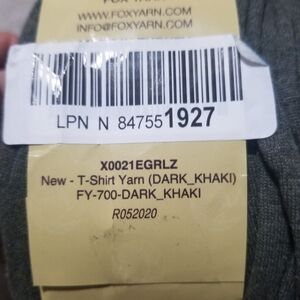 WWW.FOXYARN.COM
INFO@FOXYARN.COM
LPN N 847551927
X0021EGRLZ
New - T-Shirt Yarn (DARK_KHAKI)
FY-700-DARK_KHAKI
R052020